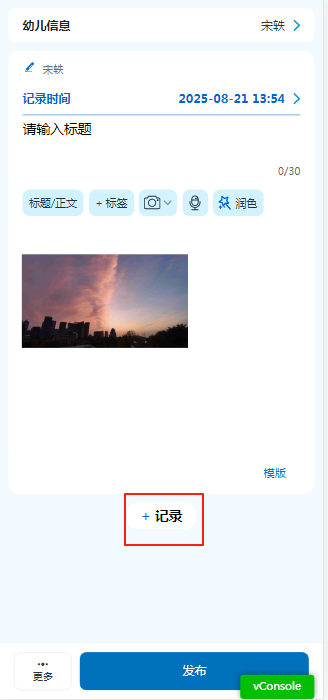 幼儿信息 宋轶
宋轶
记录时间 2025-08-21 13:54
请输入标题
0/30
标题/正文 + 标签 润色
模版
+ 记录
更多 发布
vConsole